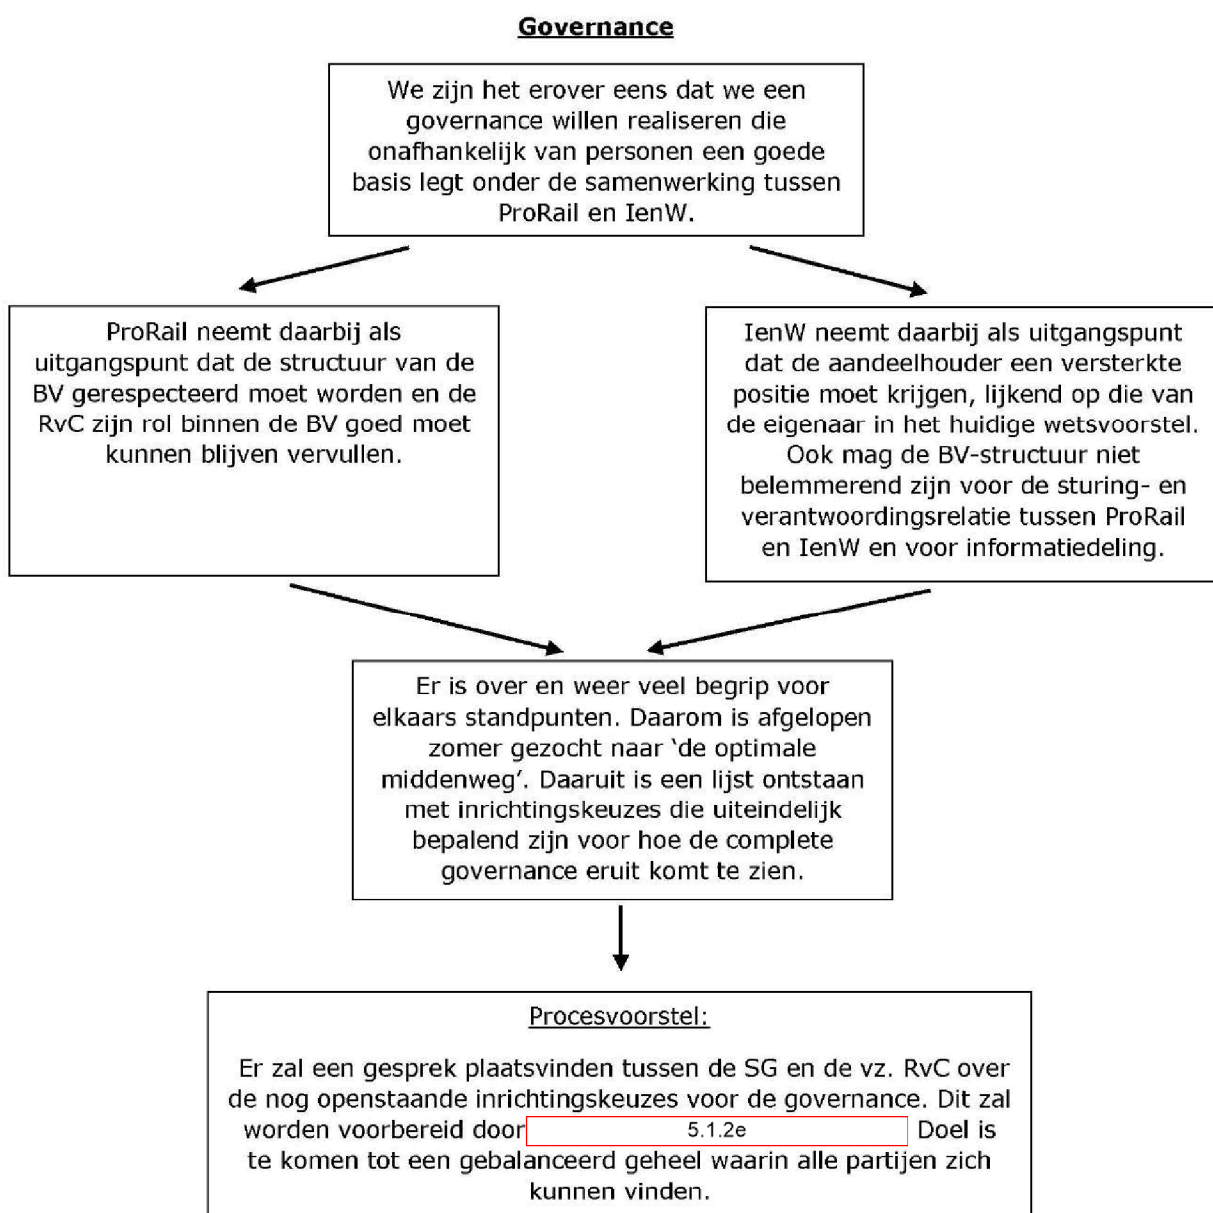 Governance
We zijn het erover eens dat we een
governance willen realiseren die
onafhankelijk van personen een goede
basis legt onder de samenwerking tussen
ProRail en IenW.
ProRail neemt daarbij als
uitgangspunt dat de structuur van de
BV gerespecteerd moet worden en de
RvC zijn rol binnen de BV goed moet
kunnen blijven vervullen.
IenW neemt daarbij als uitgangspunt
dat de aandeelhouder een versterkte
positie moet krijgen, lijkend op die van
de eigenaar in het huidige wetsvoorstel.
Ook mag de BV-structuur niet
belemmerend zijn voor de sturing- en
verantwoordingsrelatie tussen ProRail
en IenW en voor informatiedeling.
Er is over en weer veel begrip voor
elkaars standpunten. Daarom is afgelopen
zomer gezocht naar ‘de optimale
middenweg’. Daaruit is een lijst ontstaan
met inrichtingskeuzes die uiteindelijk
bepalend zijn voor hoe de complete
governance eruit komt te zien.
Procesvoorstel:
Er zal een gesprek plaatsvinden tussen de SG en de vz. RvC over
de nog openstaande inrichtingskeuzes voor de governance. Dit zal
worden voorbereid door 5.1.2e Doel is
te komen tot een gebalanceerd geheel waarin alle partijen zich
kunnen vinden.